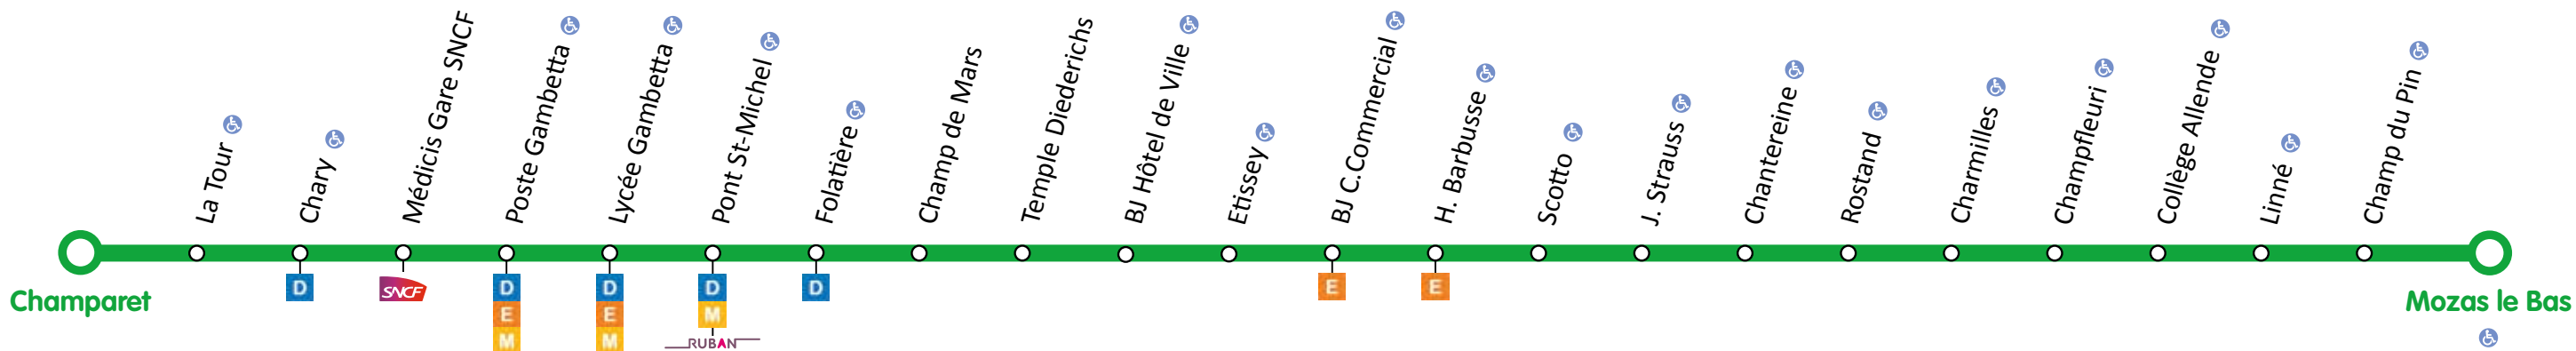 La Tour
Chary
Médicis Gare SNCF
Poste Gambetta
Lycée Gambetta
Pont St-Michel
Folatière
Champ de Mars
Temple Diederichs
BJ Hôtel de Ville
Etissey
BJ C.Commercial
H. Barbusse
Scotto
J. Strauss
Chantereine
Rostand
Charmilles
Champfleuri
Collège Allende
Linné
Champ du Pin
Champaret
D
SNCF
D
E
M
D
E
M
D
M
RUBAN
D
E
E
Mozas le Bas